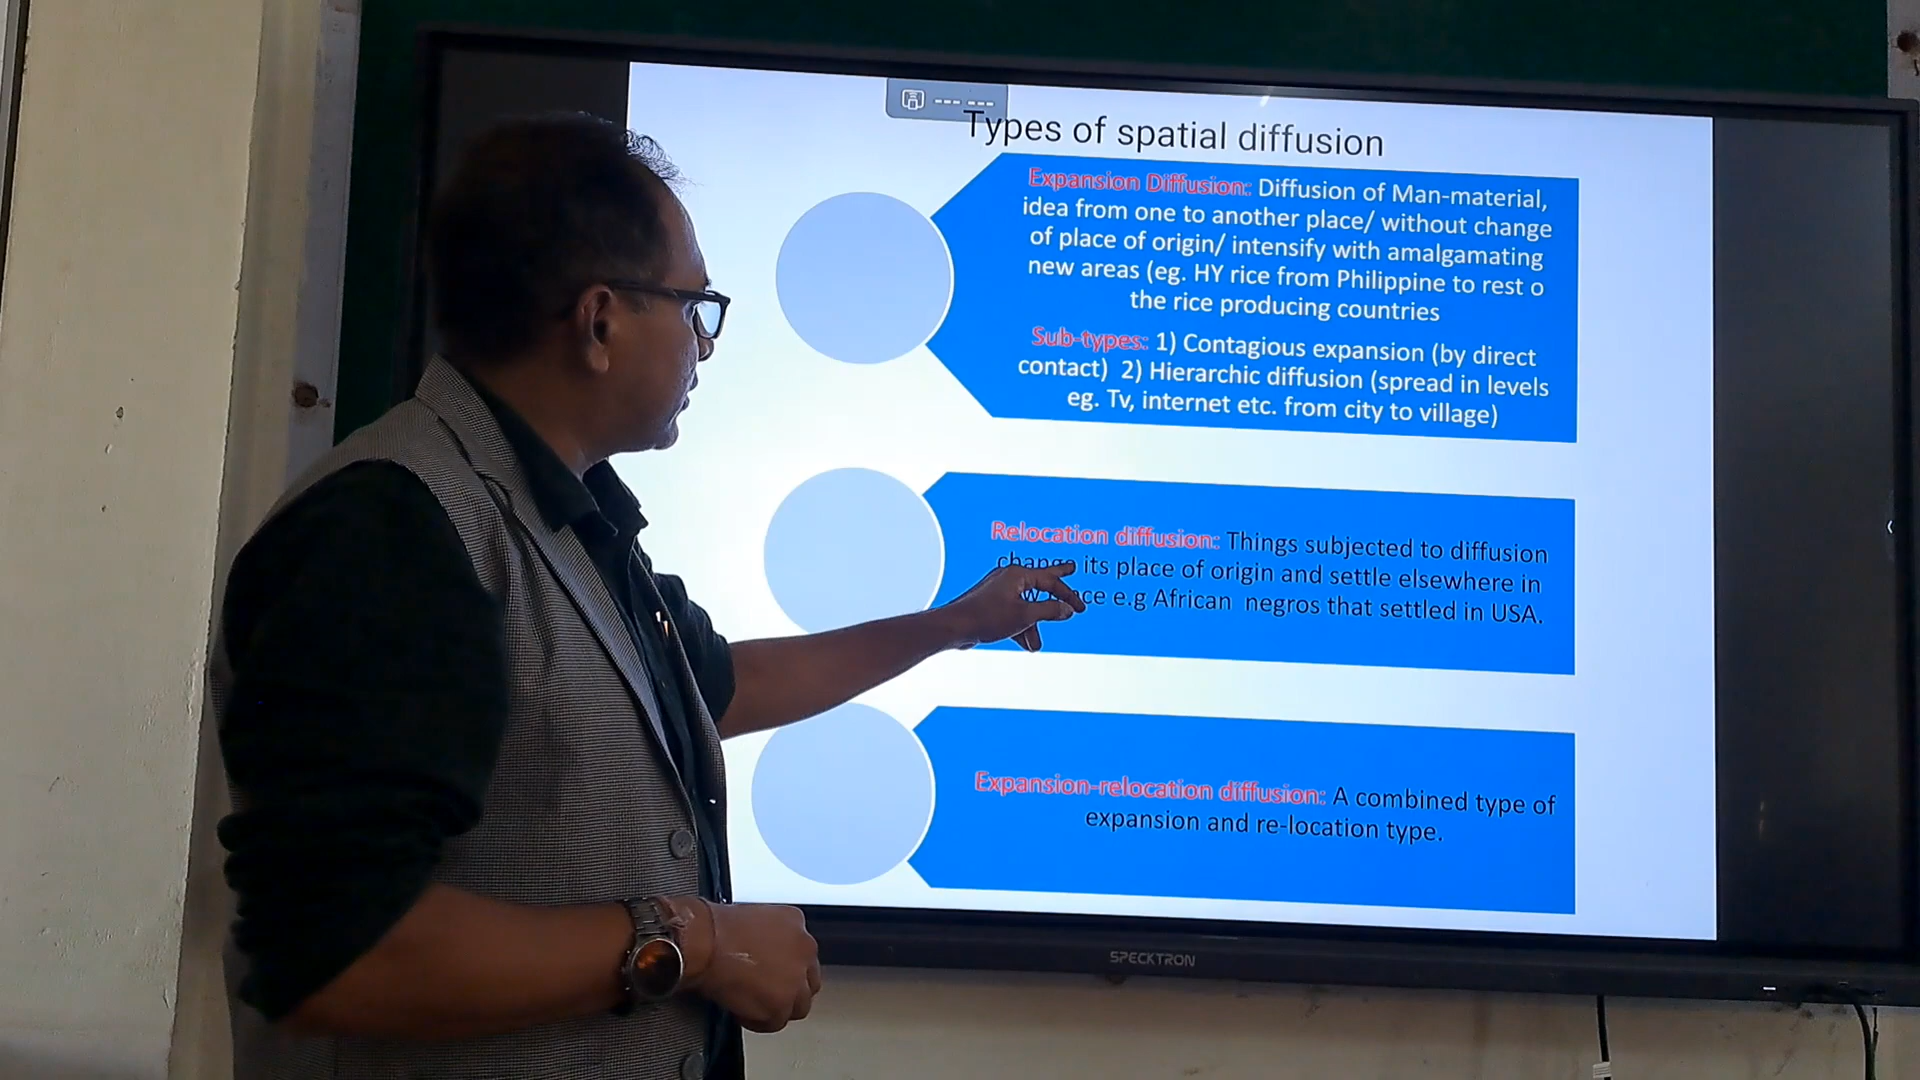 Types of spatial diffusion
Expansion Diffusion: Diffusion of Man-material,
idea from one to another place/ without change
of place of origin/ intensify with amalgamating
new areas (eg. HY rice from Philippine to rest o
the rice producing countries
Sub-types: 1) Contagious expansion (by direct
contact) 2) Hierarchic diffusion (spread in levels
eg. Tv, internet etc. from city to village)
Relocation diffusion: Things subjected to diffusion
change its place of origin and settle elsewhere in
e.g African negros that settled in USA.
Expansion-relocation diffusion: A combined type of
expansion and re-location type.
SPECKTRON